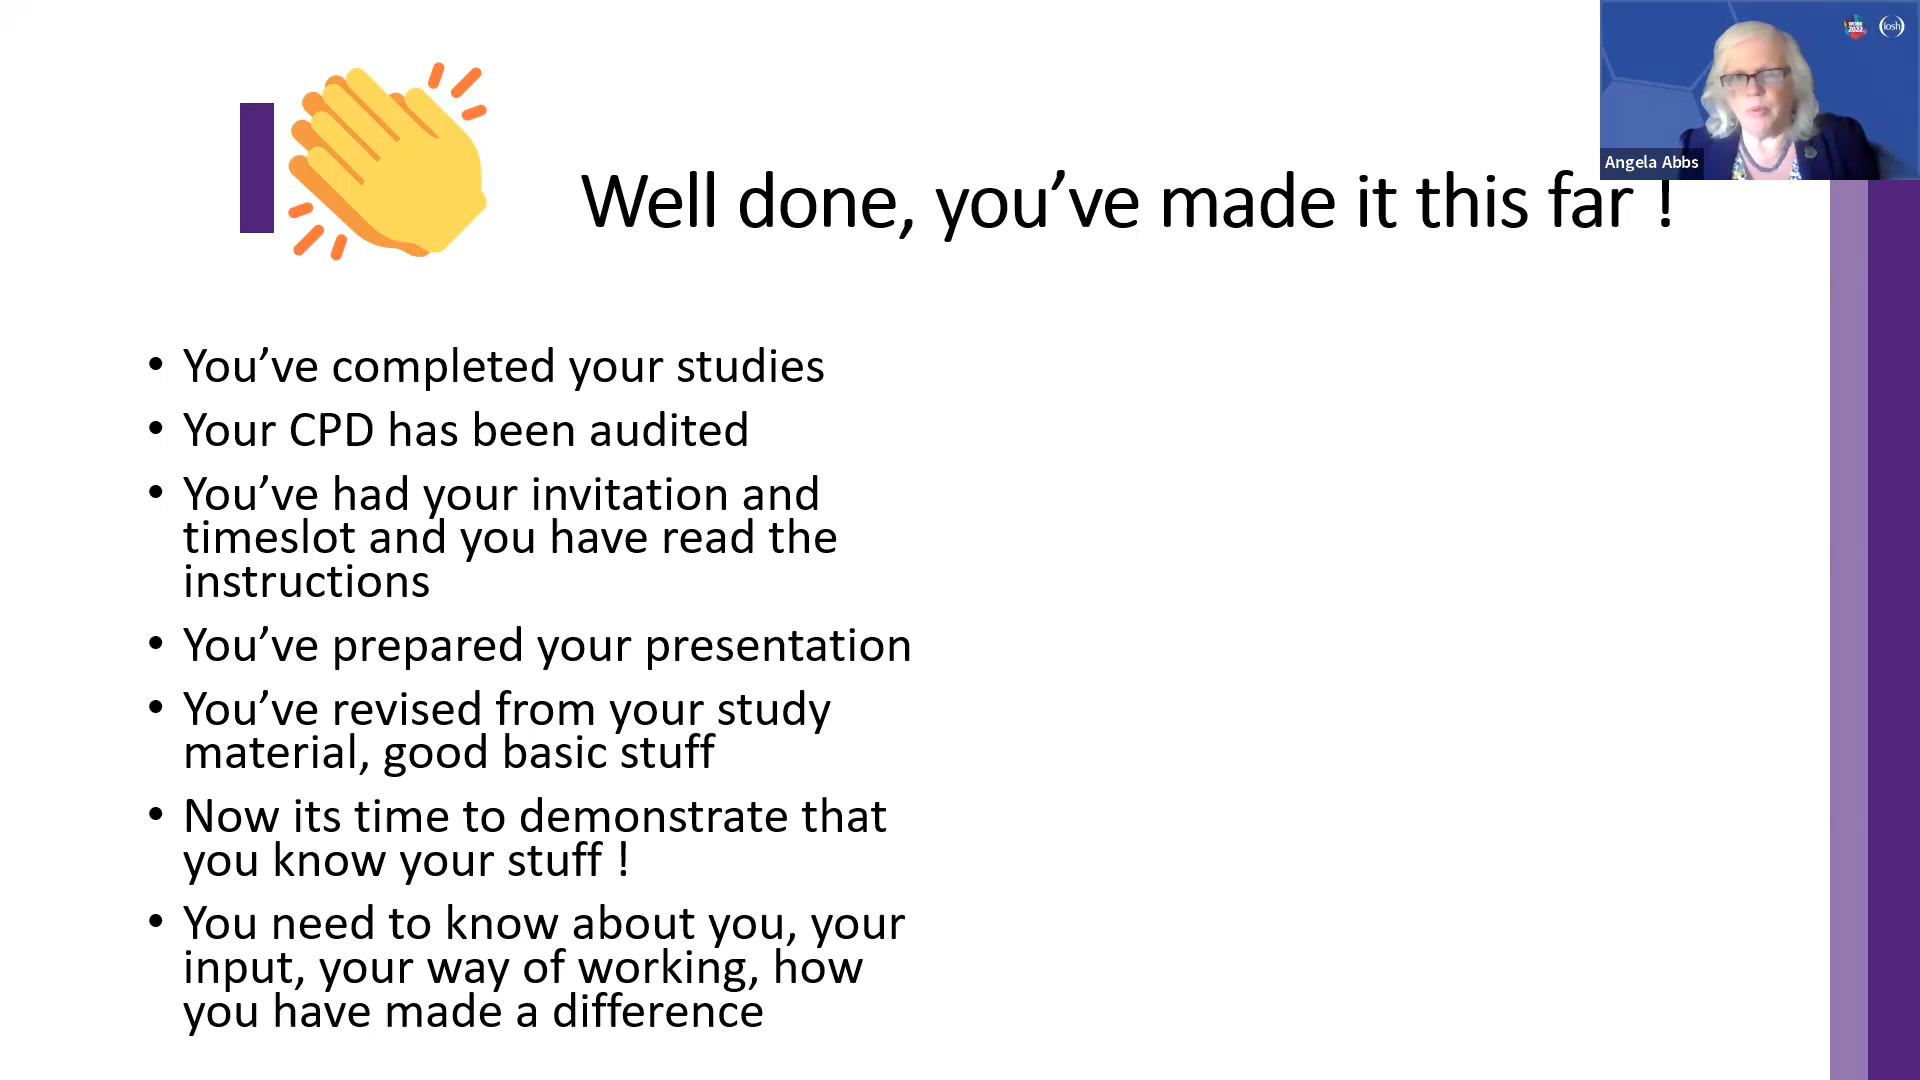 WORK
2022
iosh
Angela Abbs
Well done, you’ve made it this far !
• You’ve completed your studies
• Your CPD has been audited
• You’ve had your invitation and
timeslot and you have read the
instructions
• You’ve prepared your presentation
• You’ve revised from your study
material, good basic stuff
• Now its time to demonstrate that
you know your stuff !
• You need to know about you, your
input, your way of working, how
you have made a difference